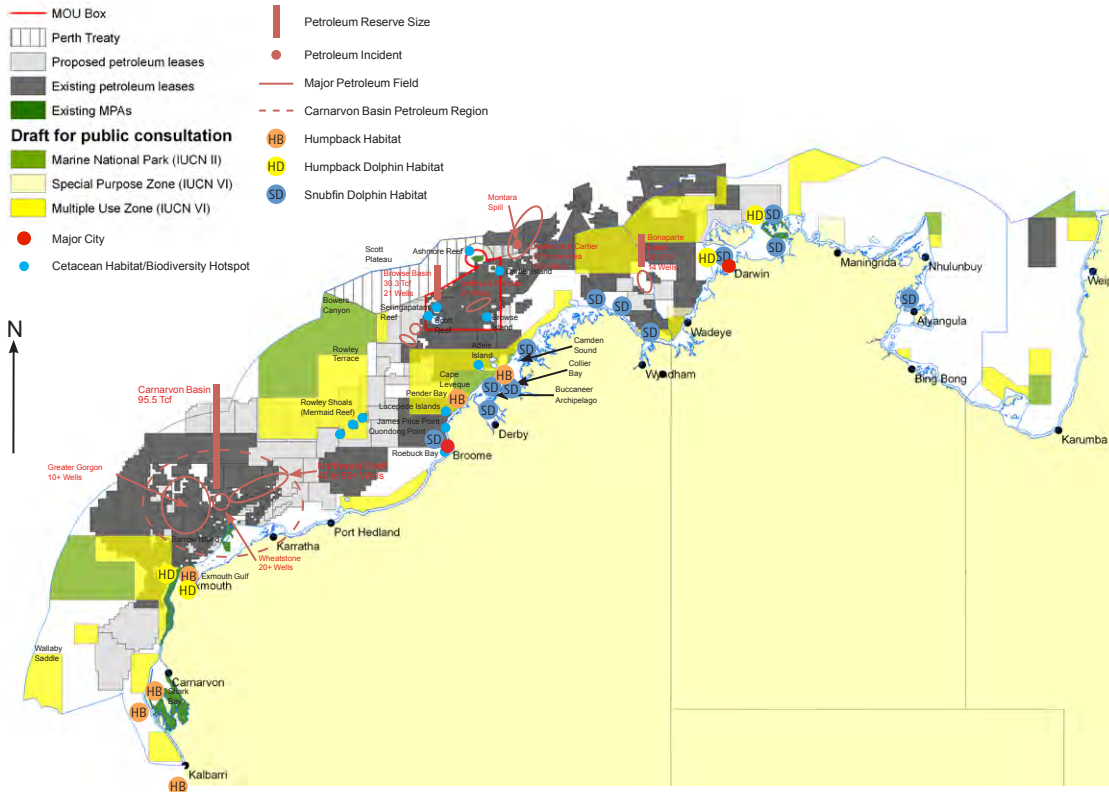 MOU Box
Perth Treaty
Proposed petroleum leases
Existing petroleum leases
Existing MPAs
Draft for public consultation
Marine National Park (IUCN II)
Special Purpose Zone (IUCN VI)
Multiple Use Zone (IUCN VI)
Major City
Cetacean Habitat/Biodiversity Hotspot
Petroleum Reserve Size
Petroleum Incident
Major Petroleum Field
Carnarvon Basin Petroleum Region
HB
Humpback Habitat
HD
Humpback Dolphin Habitat
SD
Snubfin Dolphin Habitat
N
Montara
Spill
Scott
Plateau
Ashmore Reef
Cartier
Cartier Island
Browse Basin
30.3 Tcf
21 Wells
Bonaparte
14 Wells
HD
SD
SD
HD
SD
Darwin
Maningrida
Nhulunbuy
Weip
SD
Alyangula
Bing Bong
Karumba
Bowers
Canyon
Seringapatam
Reef
Scott
Reef
Browse
Island
SD
SD
SD
Wadeye
Wyndham
Rowley
Terrace
Adele
Island
SD
Camden
Sound
Collier
Bay
Buccaneer
Archipelago
Cape
Leveque
HB
SD
SD
Pender Bay
HB
SD
Derby
Carnarvon Basin
95.5 Tcf
Rowley Shoals
(Mermaid Reef)
Lacepede Islands
James Price Point
Quondong Point
SD
Roebuck Bay
Broome
Greater Gorgon
10+ Wells
Wells
Barrow Island
Karratha
Port Hedland
Wheatstone
20+ Wells
HD
HB
Exmouth Gulf
HD
xmouth
Wallaby
Saddle
Carnarvon
HB
Shark
Bay
HB
Kalbarri
HB